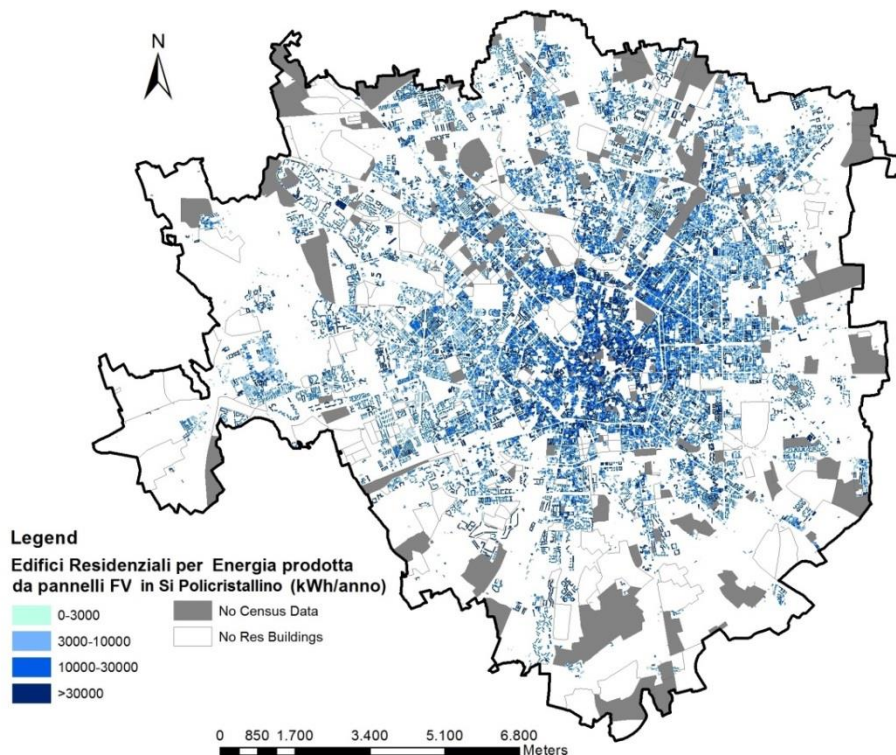 N
Legend
Edifici Residenziali per Energia prodotta
da pannelli FV in Si Policristallino (kWh/anno)
0-3000
No Census Data
3000-10000
No Res Buildings
10000-30000
>30000
0 850 1.700 3.400 5.100 6.800
Meters